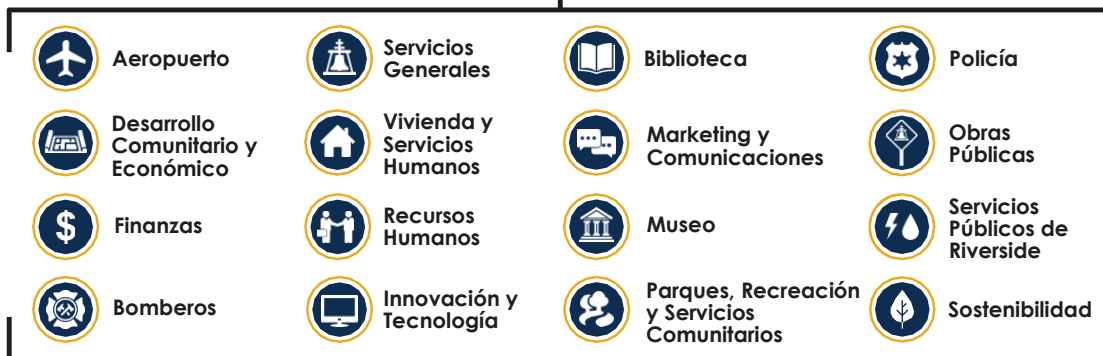 Aeropuerto
Servicios
Generales
Biblioteca
Policía
Desarrollo
Comunitario y
Económico
Vivienda y
Servicios
Humanos
Marketing y
Comunicaciones
Obras
Públicas
$ Finanzas
Recursos
Humanos
Museo
Servicios
Públicos de
Riverside
Bomberos
Innovación y
Tecnología
Parques, Recreación
y Servicios
Comunitarios
Sostenibilidad